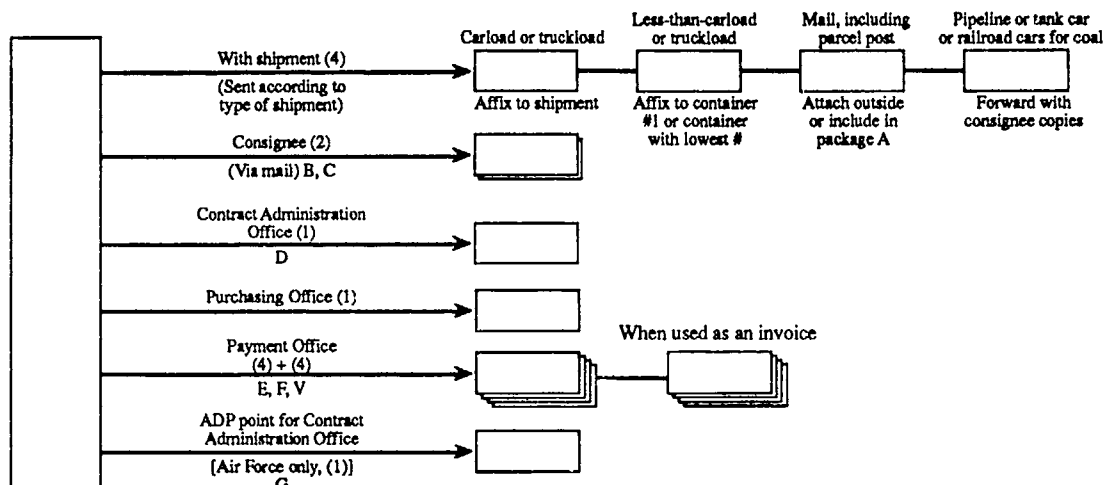 Carload or truckload
Less-than-carload
or truckload
Mail, including
parcel post
Pipeline or tank car
or railroad cars for coal
With shipment (4)
(Sent according to
type of shipment)
Affix to shipment
Affix to container
#1 or container
with lowest #
Attach outside
or include in
package A
Forward with
consignee copies
Consignee (2)
(Via mail) B, C
Contract Administration
Office (1)
D
Purchasing Office (1)
Payment Office
(4) + (4)
E, F, V
When used as an invoice
ADP point for Contract
Administration Office
[Air Force only, (1)]
G